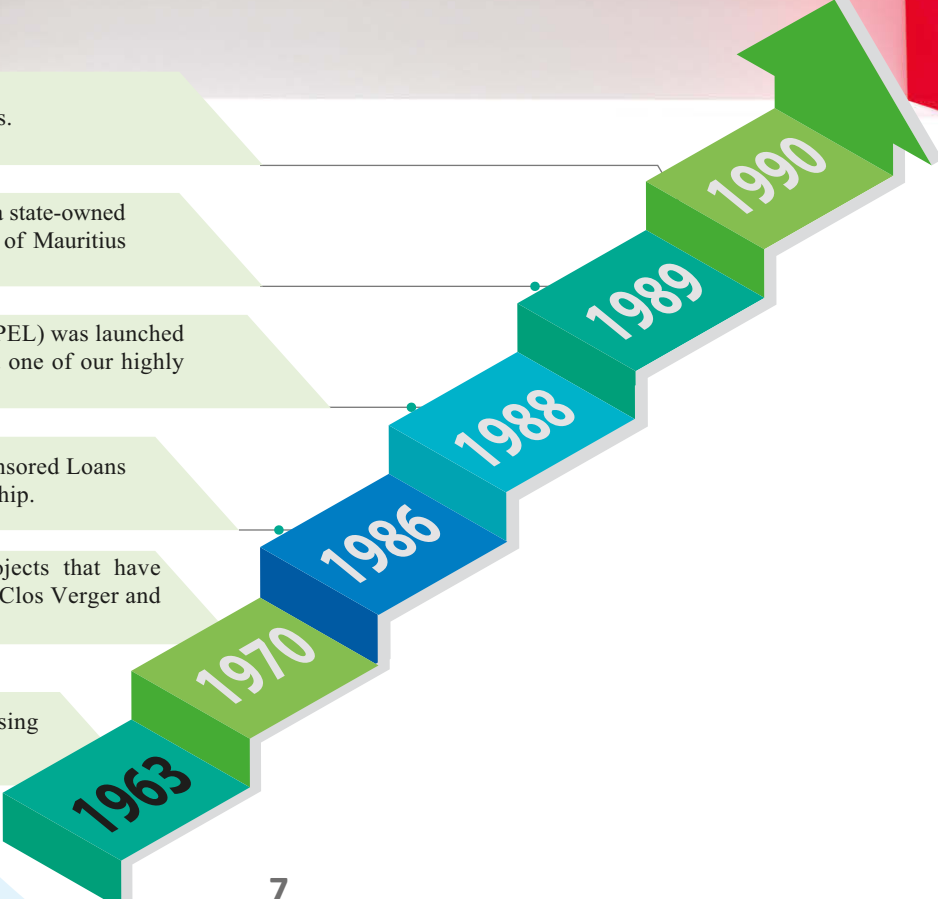 s.
1990
a state-owned
of Mauritius
1989
PEL) was launched
one of our highly
1988
nsored Loans
hip.
1986
ojects that have
Clos Verger and
1970
sing
1963
7